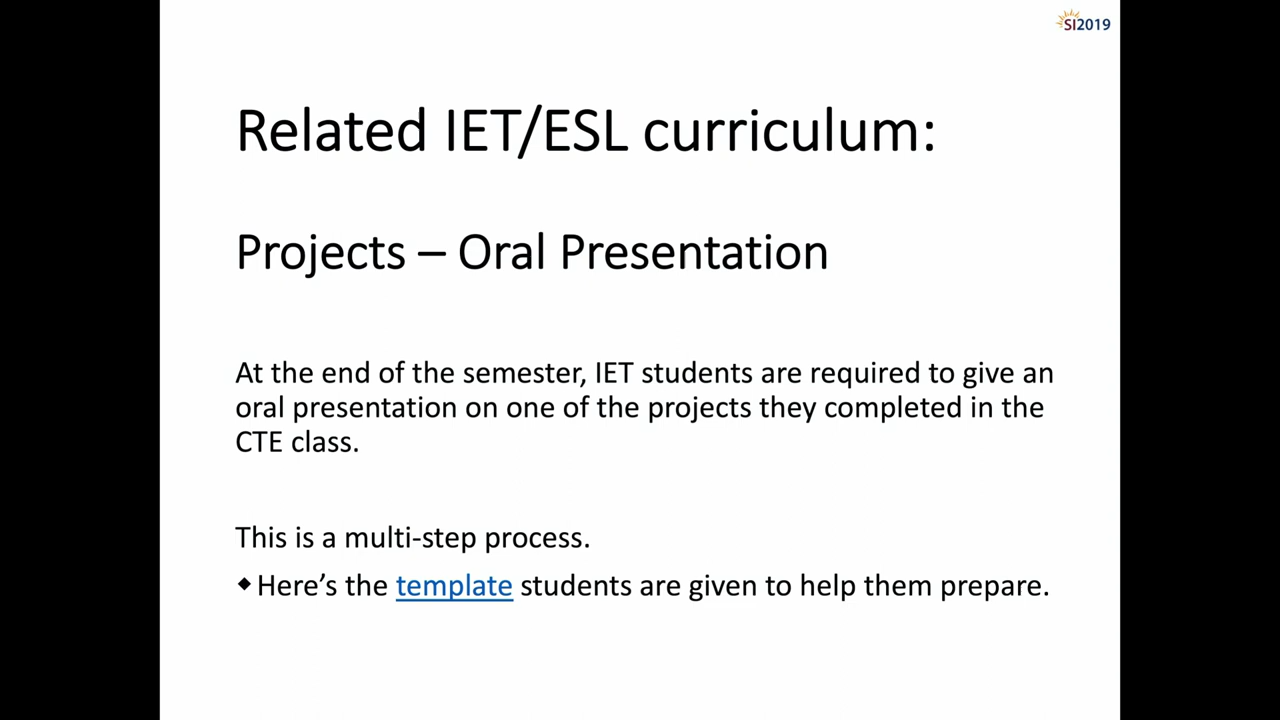 SI2019
Related IET/ESL curriculum:
Projects – Oral Presentation
At the end of the semester, IET students are required to give an
oral presentation on one of the projects they completed in the
CTE class.
This is a multi-step process.
◆Here’s the template students are given to help them prepare.